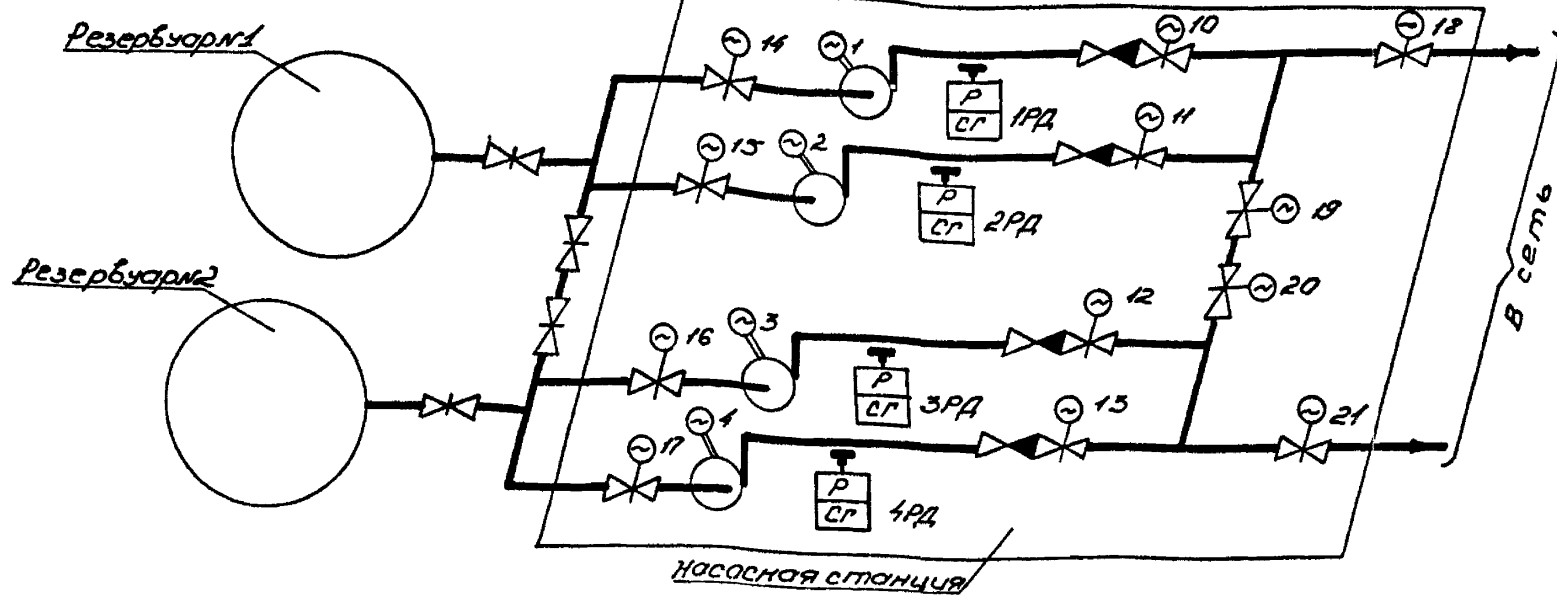 Резервуар№1
Резервуар№2
14
1
10
18
Р
СГ
1РД
15
2
11
Р
СГ
2РД
19
20
16
3
12
Р
СГ
3РД
17
4
13
21
Р
СГ
4РД
В сеть
Насосная станция